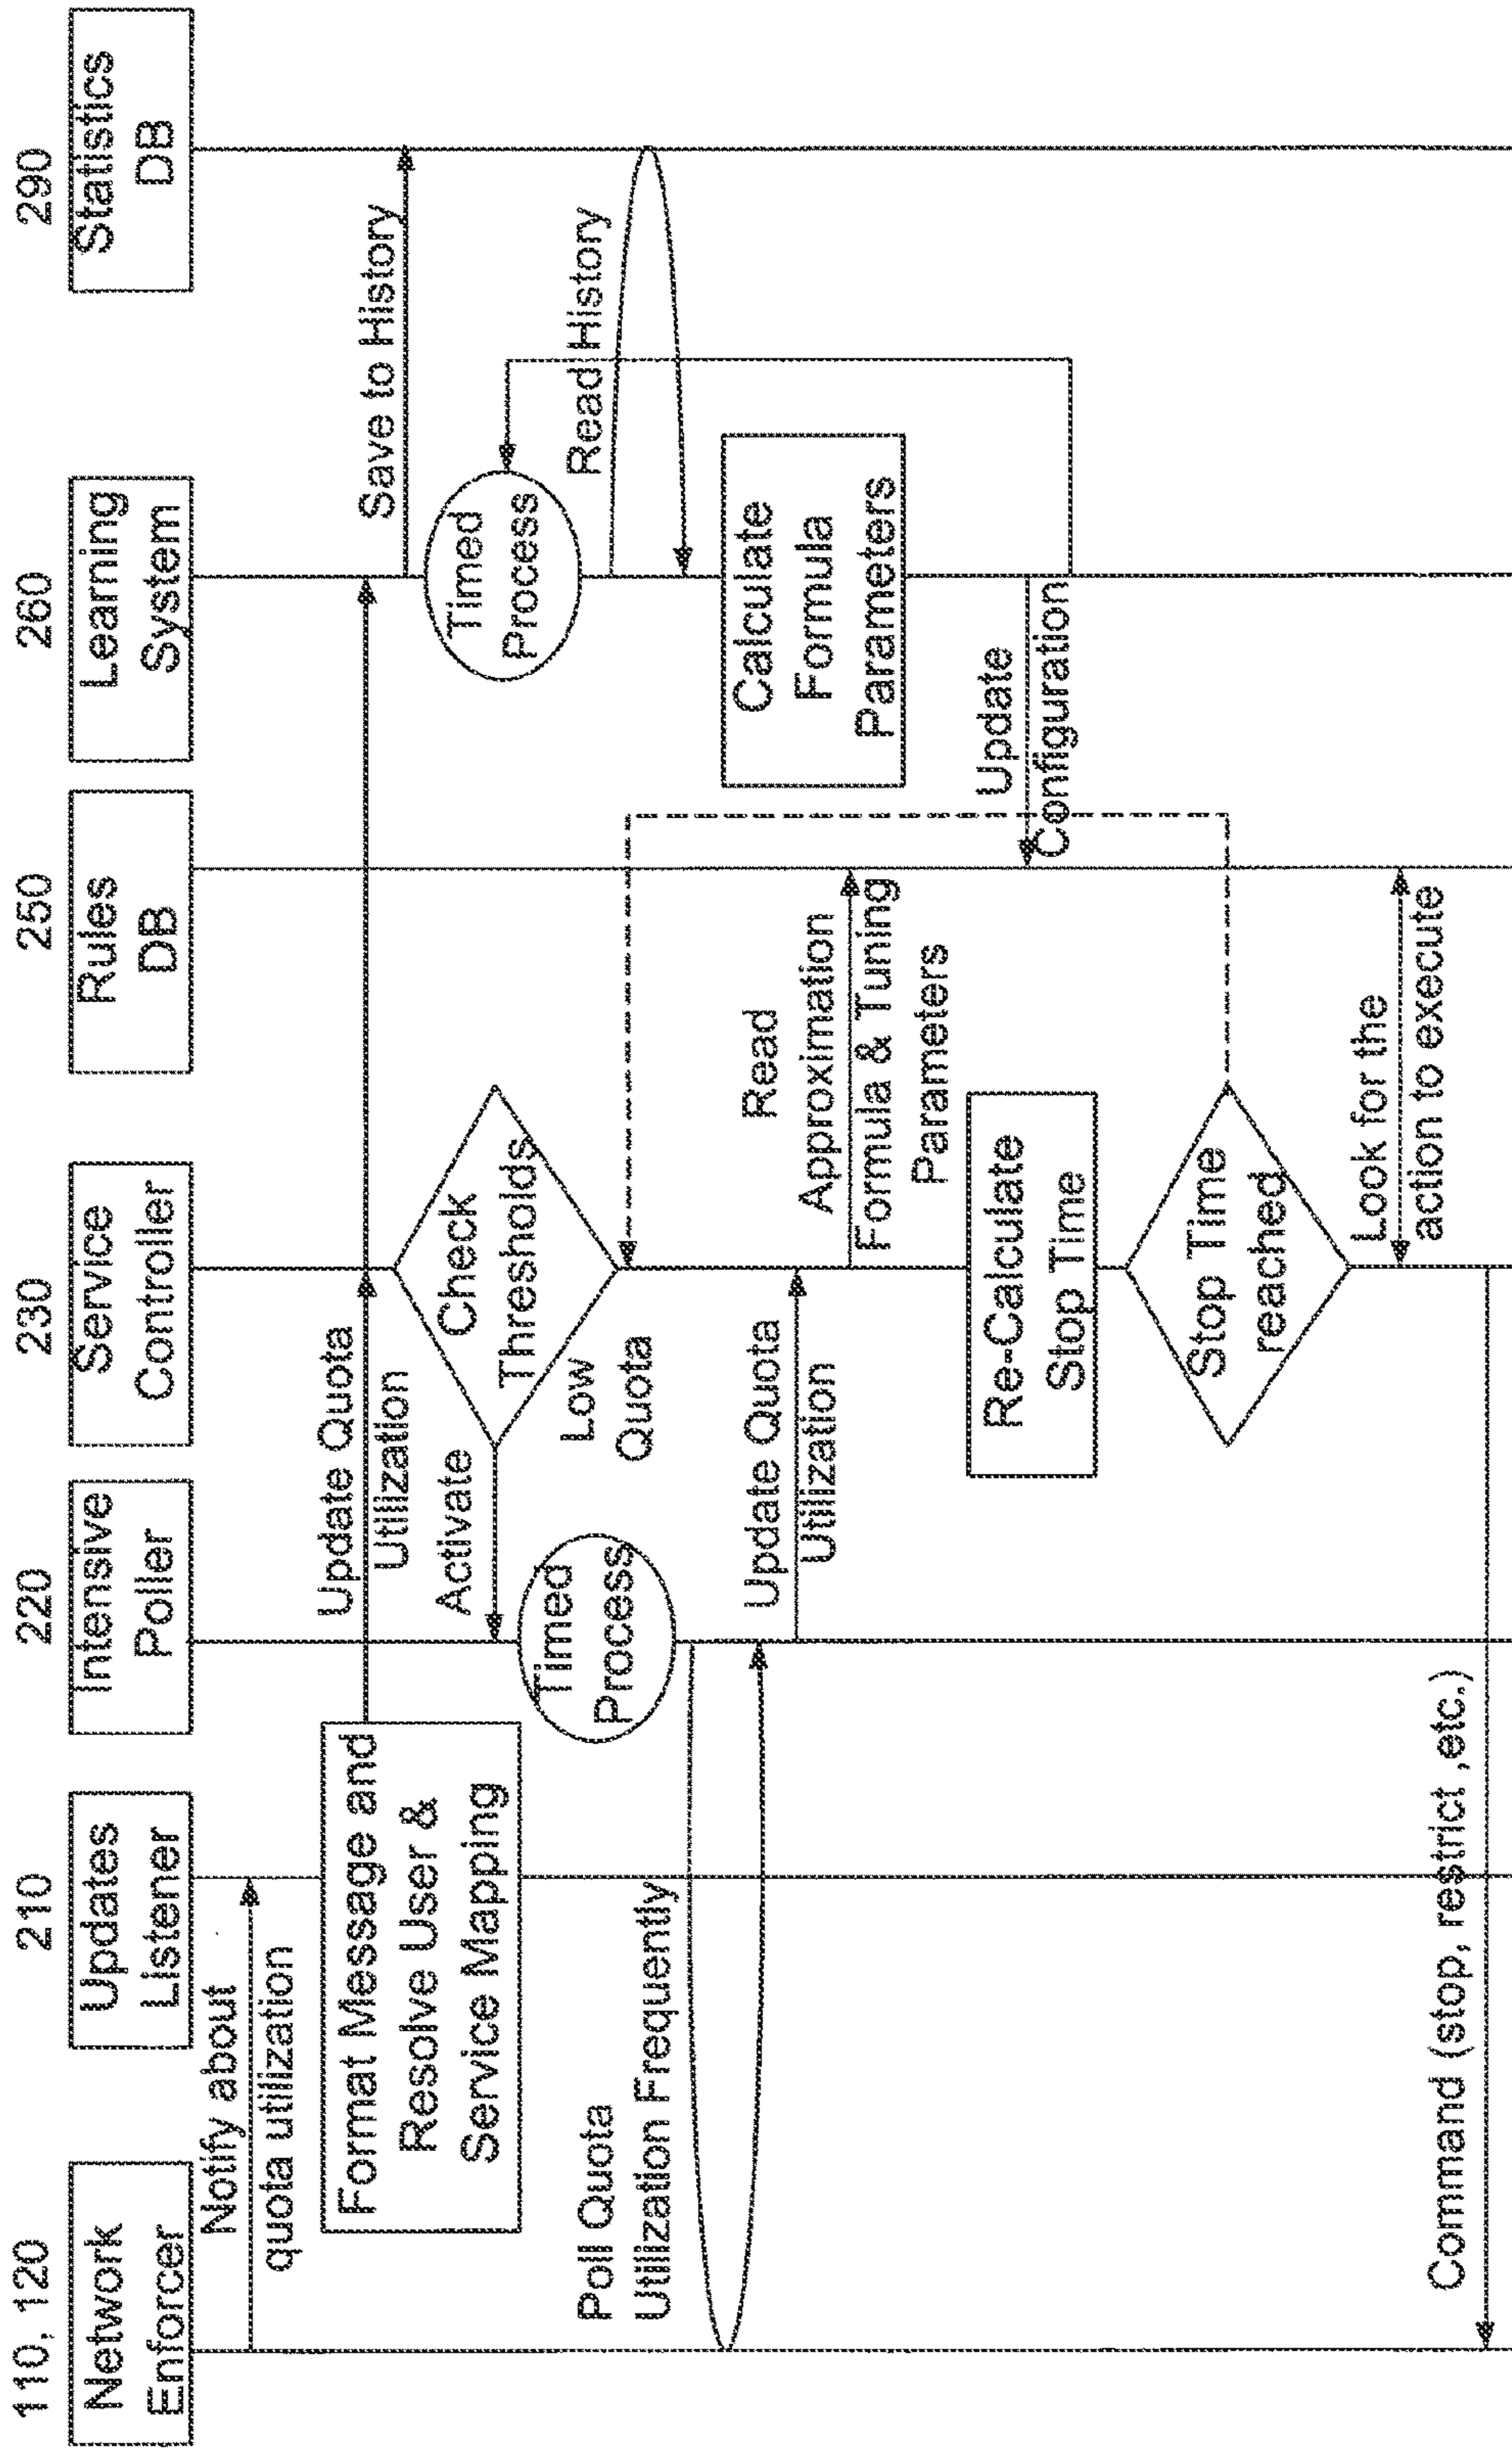 110, 120
210
220
230
250
260
290
Network
Enforcer
Updates
Listener
Intensive
Poller
Service
Controller
Rules
DB
Learning
System
Statistics
DB
Notify about
quota utilization
Format Message and
Resolve User &
Service Mapping
Update Quota
Utilization
Save to History
Activate
Check
Thresholds
Low
Quota
Timed
Process
Timed
Process
Read History
Poll Quota
Utilization Frequently
Update Quota
Utilization
Read
Approximation
Formula & Tuning
Parameters
Calculate
Formula
Parameters
Re-Calculate
Stop Time
Update
Configuration
Stop Time
reached
Look for the
action to execute
Command (stop, restrict ,etc.)